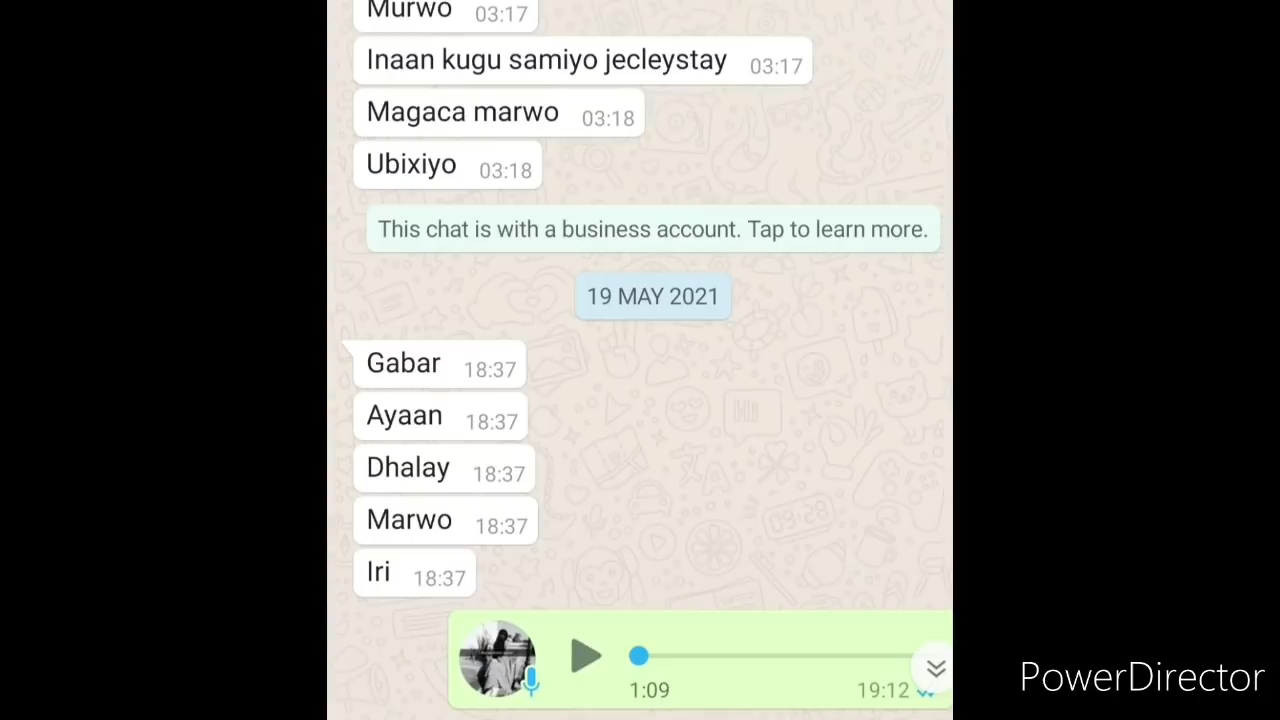 Murwo 03:17
Inaan kugu samiyo jecleystay 03:17
Magaca marwo 03:18
Ubixiyo 03:18
This chat is with a business account. Tap to learn more.
19 MAY 2021
Gabar 18:37
Ayaan 18:37
Dhalay 18:37
Marwo 18:37
Iri 18:37
1:09 19:12
PowerDirector